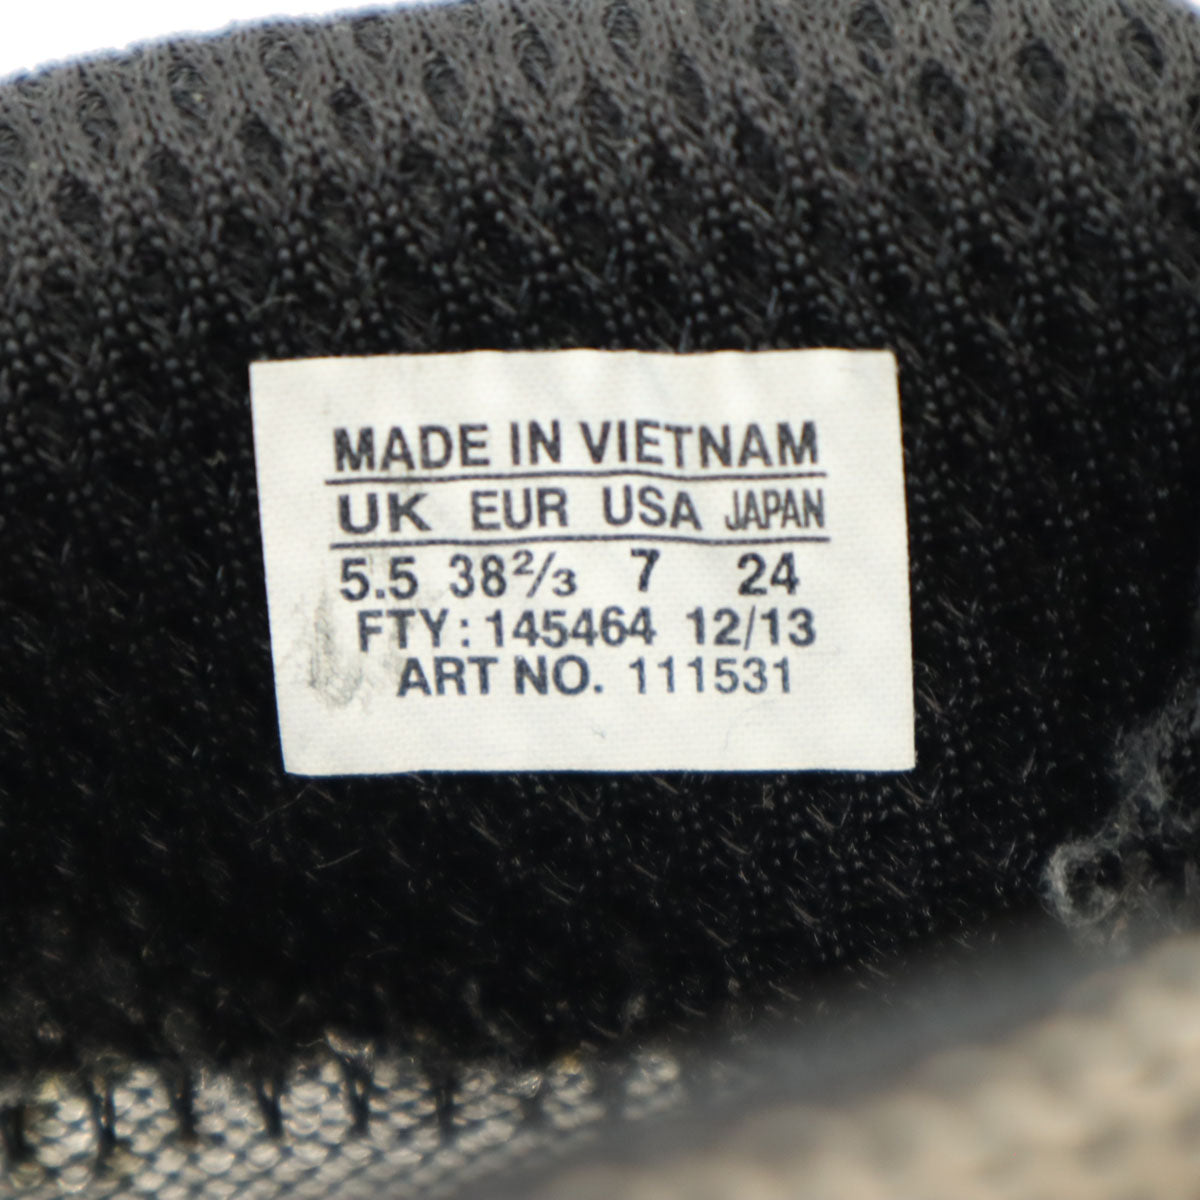 MADE IN VIETNAM
UK EUR USA JAPAN
5.5 38⅔ 7 24
FTY: 145464 12/13
ART NO. 111531